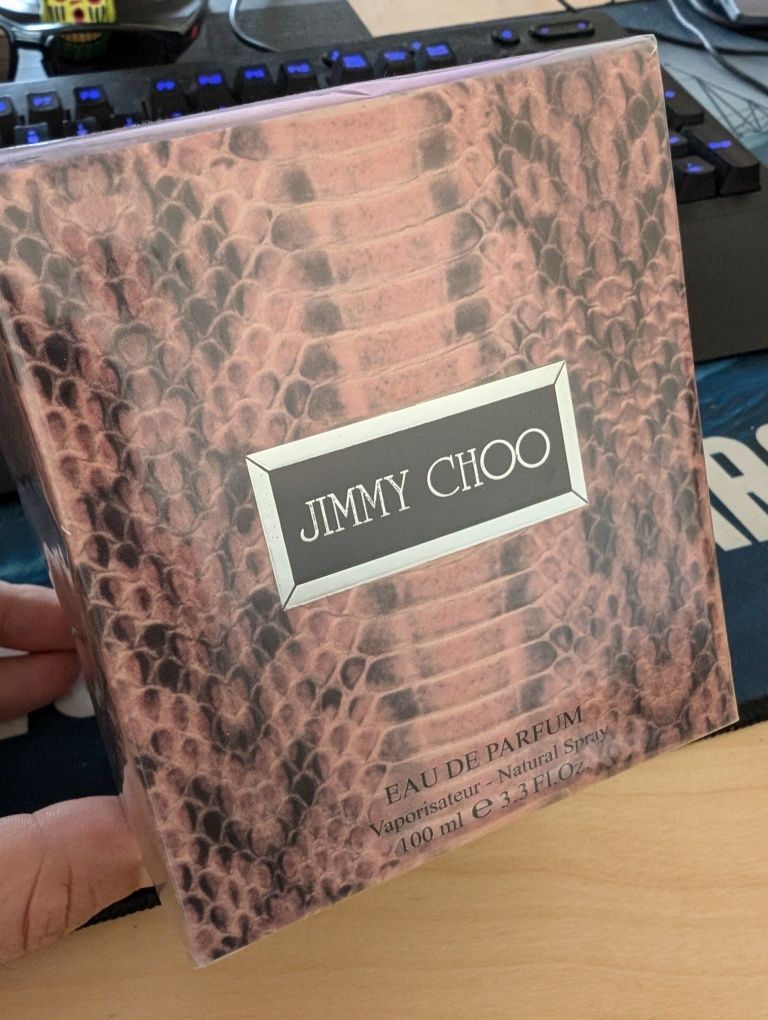 JIMMY CHOO
EAU DE PARFUM
Vaporisateur - Natural Spray
100 ml ℮ 3.3 Fl.Oz.